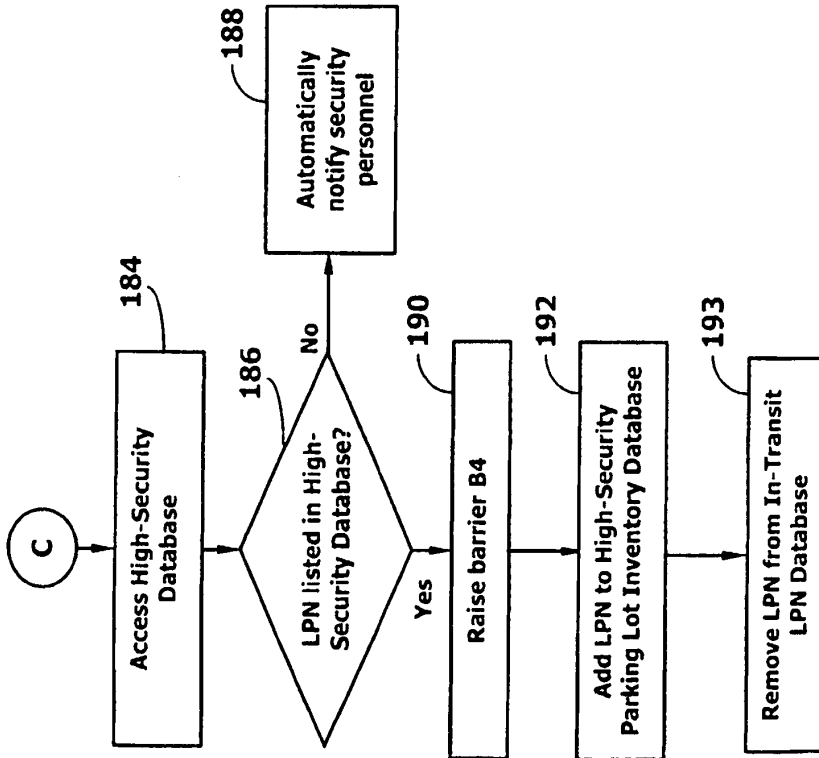 C
184
Access High-Security
Database
186
LPN listed in High-
Security Database?
No
188
Automatically
notify security
personnel
Yes
190
Raise barrier B4
192
Add LPN to High-Security
Parking Lot Inventory Database
193
Remove LPN from In-Transit
LPN Database